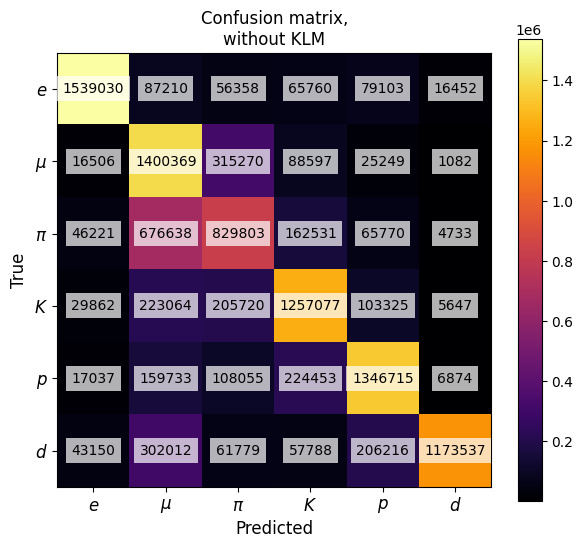 Confusion matrix,
without KLM
1e6
e 1539030 87210 56358 65760 79103 16452
μ 16506 1400369 315270 88597 25249 1082
π 46221 676638 829803 162531 65770 4733
K 29862 223064 205720 1257077 103325 5647
p 17037 159733 108055 224453 1346715 6874
d 43150 302012 61779 57788 206216 1173537
e μ π K p d
Predicted
True
1.4
1.2
1.0
0.8
0.6
0.4
0.2